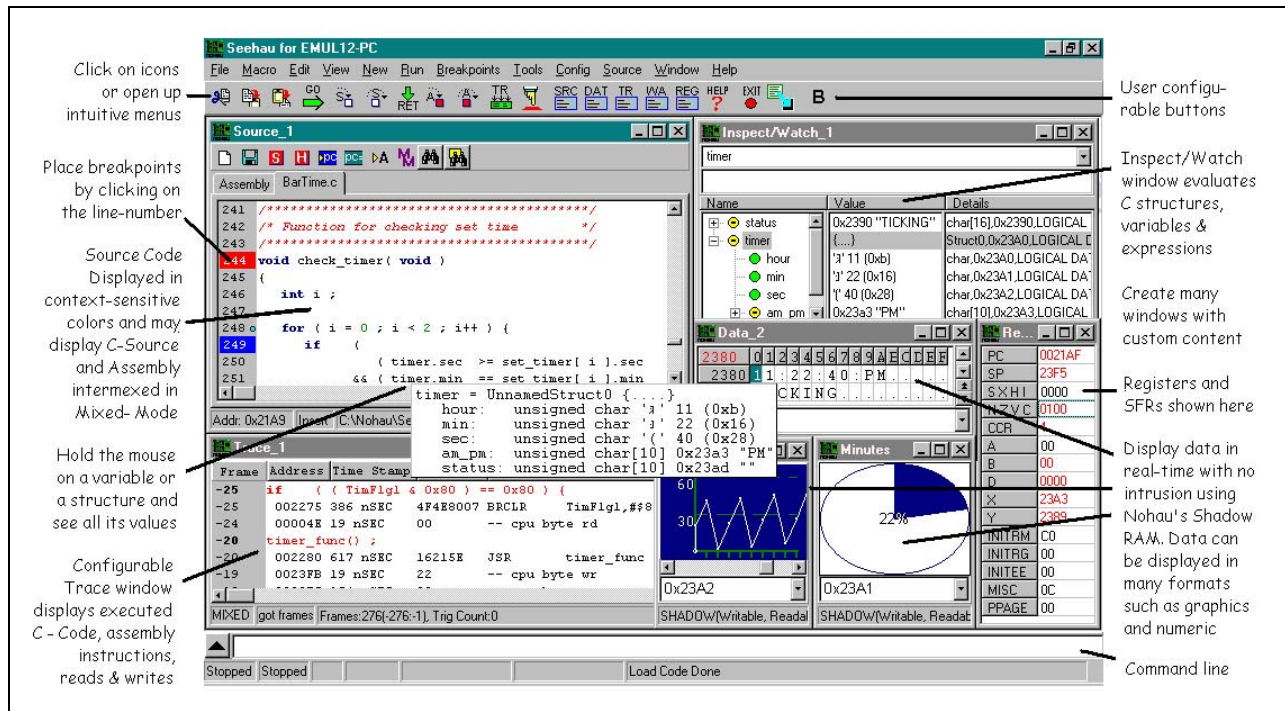 Click on icons
or open up
intuitive menus
Place breakpoints
by clicking on
the line-number
Source Code
Displayed in
context-sensitive
colors and may
display C-Source
and Assembly
intermexed in
Mixed- Mode
Hold the mouse
on a variable or
a structure and
see all its values
Configurable
Trace window
displays executed
C - Code, assembly
instructions,
reads & writes
Seehau for EMUL12-PC
File Macro Edit View New Run Breakpoints Tools Config Source Window Help
GO RET TR SRC DAT TR WA REG HELP EXIT B
Source_1
Assembly BarTime.c
241 /*****************************************/
242 /* Function for checking set time */
243 /*****************************************/
244 void check_timer( void )
245 {
246 int i ;
247
248 for ( i = 0 ; i < 2 ; i++ ) {
249 if (
250 ( timer.sec >= set_timer[ i ].sec
251 && ( timer.min == set_timer[ i ].min
Addr: 0x21A9 Insert C:\Nohau\Se
timer = UnnamedStruct0 {....}
hour: unsigned char 'ג' 11 (0xb)
min: unsigned char 'ג' 22 (0x16)
sec: unsigned char '(' 40 (0x28)
am_pm: unsigned char[10] 0x23a3 "PM"
status: unsigned char[10] 0x23ad ""
Inspect/Watch_1
timer
Name Value Details
status 0x2390 "TICKING" char[16],0x2390,LOGICAL
timer {....} Struct0,0x23A0,LOGICAL D
hour 'ג' 11 (0xb) char,0x23A0,LOGICAL DA
min 'ג' 22 (0x16) char,0x23A1,LOGICAL DA
sec '(' 40 (0x28) char,0x23A2,LOGICAL DA
am_pm 0x23a3 "PM" char[10],0x23A3,LOGICAL
Data_2
2380 0 1 2 3 4 5 6 7 8 9 A B C D E F
2380 1 1 : 2 2 : 4 0 : P M . . . . .
CKING
Re...
PC 0021AF
SP 23F5
SXHI 0000
NZVC 0100
CCR
A 00
B 00
D 0000
X 23A3
Y 2389
INITRM C0
INITRG 00
INITEE 00
MISC 0C
PPAGE 00
Trace_1
Frame Address Time Stamp
-25 if ( ( TimFlg1 & 0x80 ) == 0x80 ) {
-25 002275 386 nSEC 4F4E8007 BRCLR TimFlg1,#$8
-24 00004E 19 nSEC 00 -- cpu byte rd
-20 timer_func() ;
-20 002280 617 nSEC 16215E JSR timer_func
-19 0023FB 19 nSEC 22 -- cpu byte wr
MIXED got frames Frames:276(-276:-1), Trig Count:0
60
30
0x23A2
SHADOW(Writable, Readal
Minutes
22%
0x23A1
SHADOW(Writable, Readab
Stopped Stopped Load Code Done
User configu-
rable buttons
Inspect/Watch
window evaluates
C structures,
variables &
expressions
Create many
windows with
custom content
Registers and
SFRs shown here
Display data in
real-time with no
intrusion using
Nohau's Shadow
RAM. Data can
be displayed in
many formats
such as graphics
and numeric
Command line